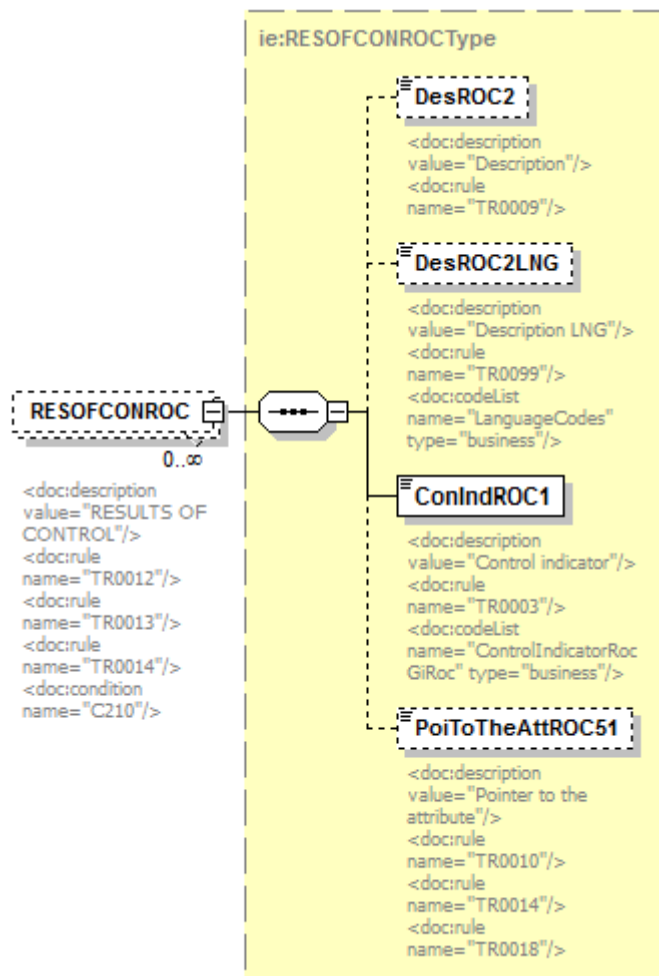 ie:RESOFCONROCType
DesROC2
<doc:description
value="Description"/>
<doc:rule
name="TR0009"/>
DesROC2LNG
<doc:description
value="Description LNG"/>
<doc:rule
name="TR0099"/>
<doc:codeList
name="LanguageCodes"
type="business"/>
RESOFCONROC
0..∞
<doc:description
value="RESULTS OF
CONTROL"/>
<doc:rule
name="TR0012"/>
<doc:rule
name="TR0013"/>
<doc:rule
name="TR0014"/>
<doc:condition
name="C210"/>
ConIndROC1
<doc:description
value="Control indicator"/>
<doc:rule
name="TR0003"/>
<doc:codeList
name="ControlIndicatorRoc
GiRoc" type="business"/>
PoiToTheAttROC51
<doc:description
value="Pointer to the
attribute"/>
<doc:rule
name="TR0010"/>
<doc:rule
name="TR0014"/>
<doc:rule
name="TR0018"/>